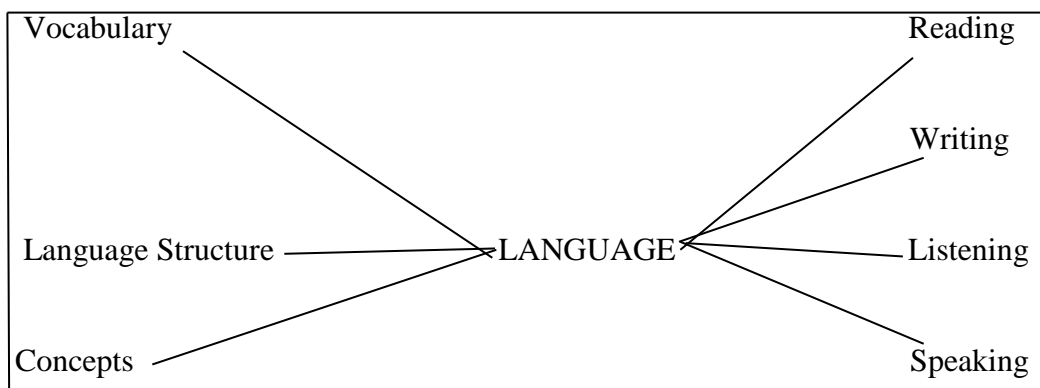 Vocabulary Reading
Writing
Language Structure LANGUAGE Listening
Concepts Speaking